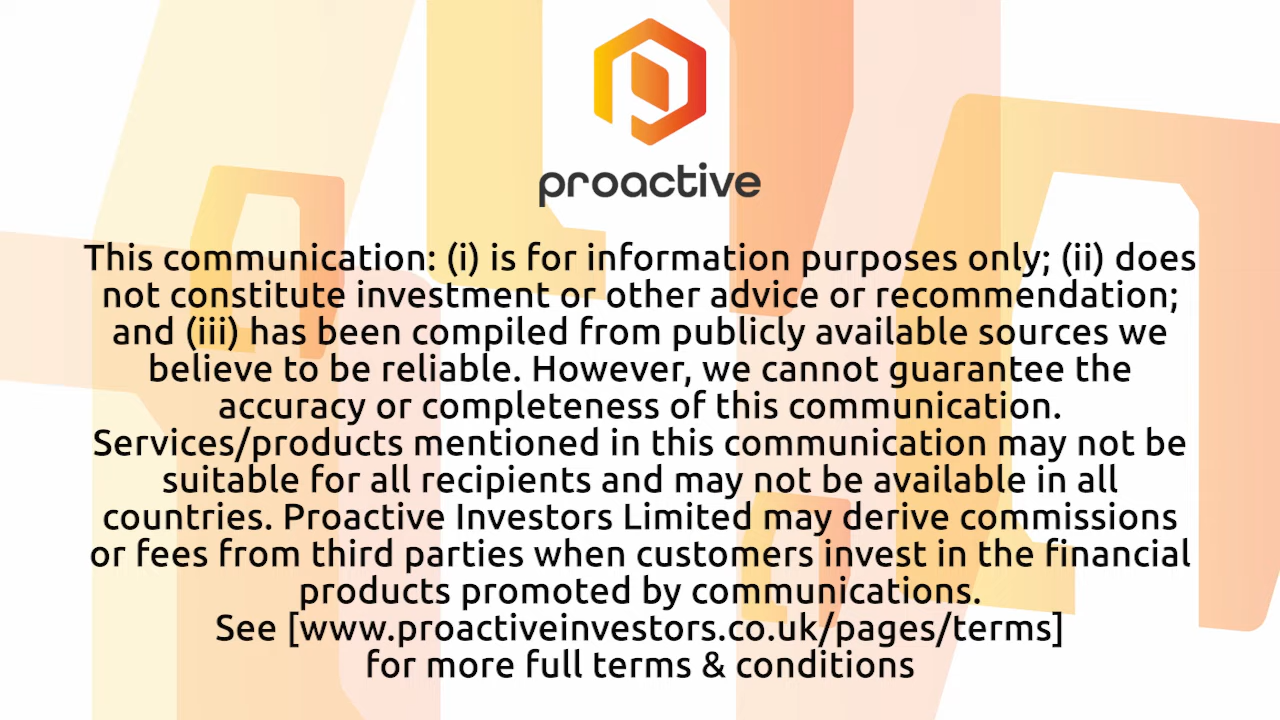 proactive
This communication: (i) is for information purposes only; (ii) does
not constitute investment or other advice or recommendation;
and (iii) has been compiled from publicly available sources we
believe to be reliable. However, we cannot guarantee the
accuracy or completeness of this communication.
Services/products mentioned in this communication may not be
suitable for all recipients and may not be available in all
countries. Proactive Investors Limited may derive commissions
or fees from third parties when customers invest in the financial
products promoted by communications.
See [www.proactiveinvestors.co.uk/pages/terms]
for more full terms & conditions